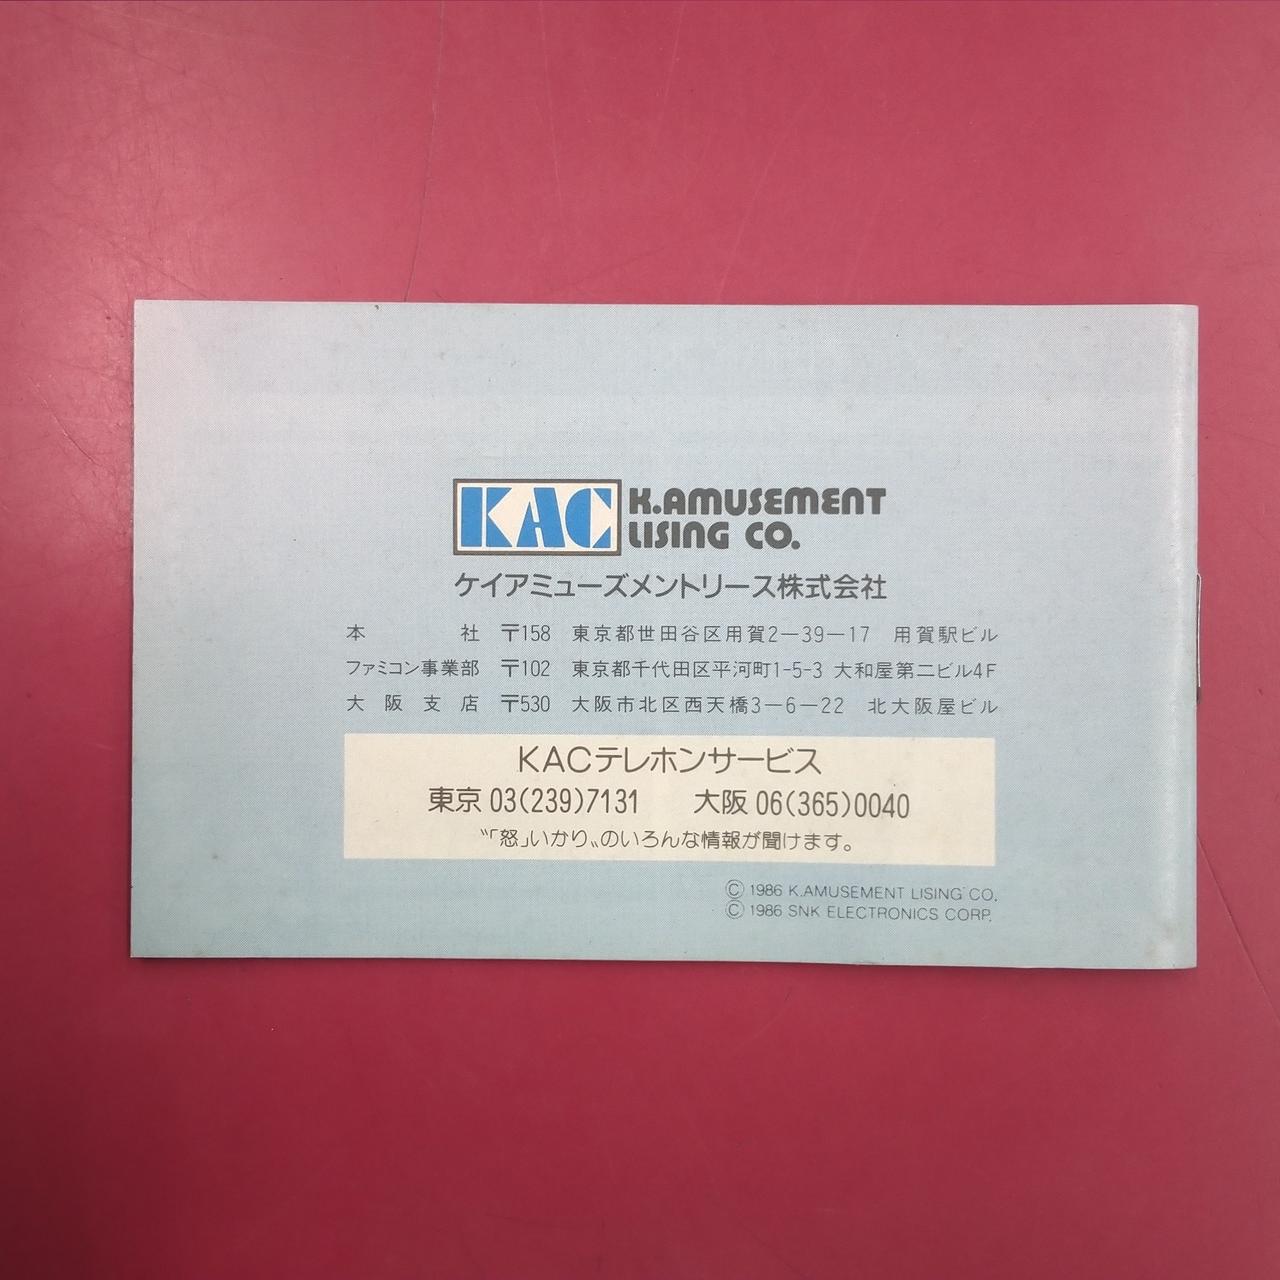 KAC K.AMUSEMENT
LISING CO.
ケイアミューズメントリース株式会社
本社 〒158 東京都世田谷区用賀2-39-17 用賀駅ビル
ファミコン事業部 〒102 東京都千代田区平河町1-5-3 大和屋第二ビル4F
大阪支店 〒530 大阪市北区西天橋3-6-22 北大阪屋ビル
KACテレホンサービス
東京 03(239)7131 大阪 06(365)0040
〝「怒」いかり〟のいろんな情報が聞けます。
Ⓒ 1986 K.AMUSEMENT LISING CO.
Ⓒ 1986 SNK ELECTRONICS CORP.